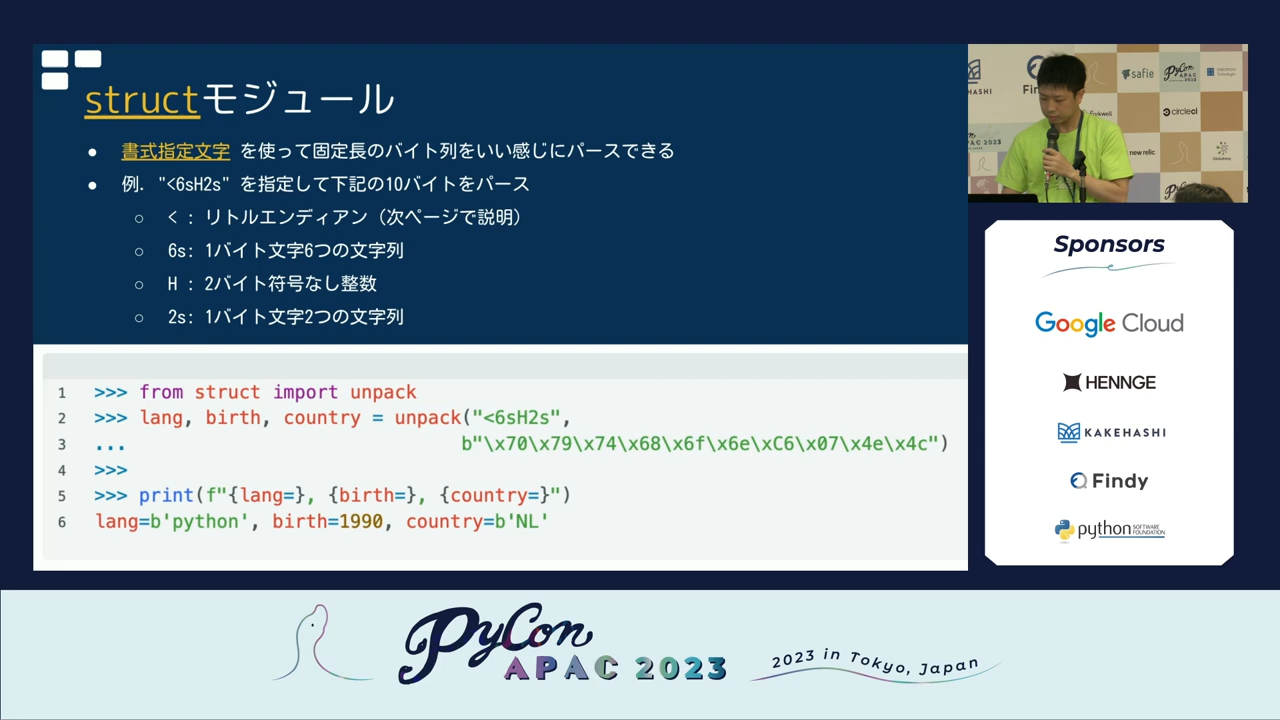 structモジュール
● 書式指定文字 を使って固定長のバイト列をいい感じにパースできる
● 例. "<6sH2s" を指定して下記の10バイトをパース
○ < : リトルエンディアン（次ページで説明）
○ 6s: 1バイト文字6つの文字列
○ H : 2バイト符号なし整数
○ 2s: 1バイト文字2つの文字列
1 >>> from struct import unpack
2 >>> lang, birth, country = unpack("<6sH2s",
3 ... b"\x70\x79\x74\x68\x6f\x6e\xC6\x07\x4e\x4c")
4 >>>
5 >>> print(f"{lang=}, {birth=}, {country=}")
6 lang=b'python', birth=1990, country=b'NL'
safie
PyCon APAC 2023
circleci
new relic
Sponsors
Google Cloud
HENNGE
KAKEHASHI
Findy
python SOFTWARE FOUNDATION
PyCon
APAC 2023
2023 in Tokyo, Japan